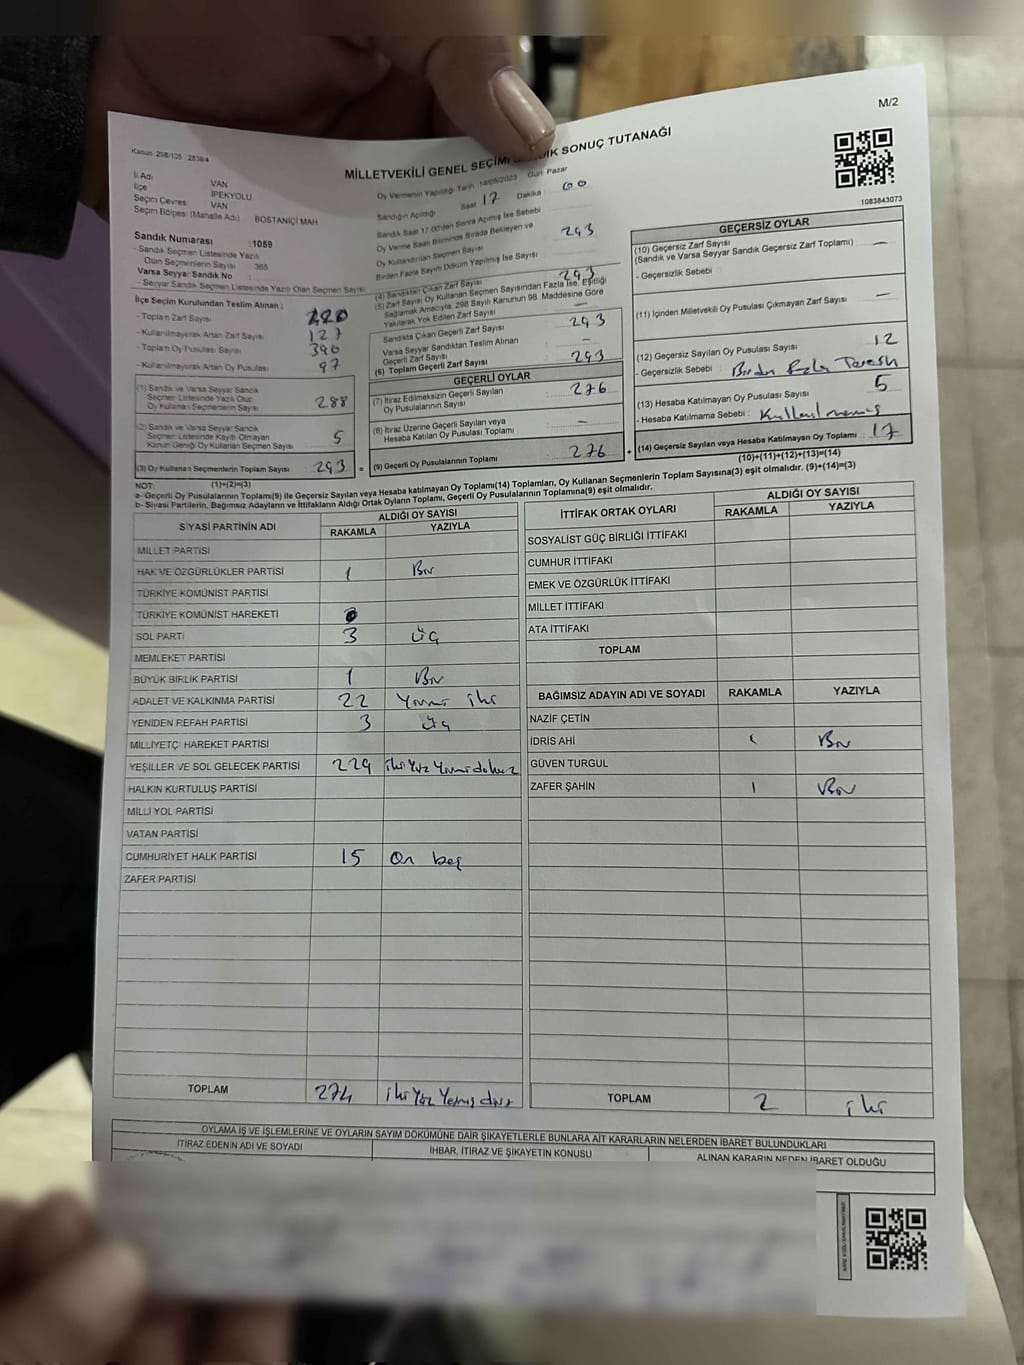 M/2
Kanun: 298/105 : 2839/4
MİLLETVEKİLİ GENEL SEÇİMİ SONUÇ TUTANAĞI
1083843073
İli Adı VAN
İlçe İPEKYOLU
Seçim Çevresi VAN
Seçim Bölgesi (Mahalle Adı) BOSTANİÇİ MAH
Sandık Numarası : 1059
- Sandık Seçmen Listesinde Yazılı
Olan Seçmenlerin Sayısı 365
Varsa Seyyar Sandık No :
- Seyyar Sandık Seçmen Listesinde Yazılı Olan Seçmen Sayısı
Oy Vermenin Yapıldığı Tarih 14/05/2023 Gün Pazar
Sandığın Açıldığı Saat 17 Dakika 00
Sandık Saat 17:00'den Sonra Açılmış İse Sebebi
Oy Verme Saati Bitiminde Sırada Bekleyen ve
Oy Kullandırılan Seçmen Sayısı 293
Birden Fazla Sayım Döküm Yapılmış İse Sayısı
İlçe Seçim Kurulundan Teslim Alınan ;
- Toplam Zarf Sayısı
- Kullanılmayarak Artan Zarf Sayısı 127
- Toplam Oy Pusulası Sayısı 390
- Kullanılmayarak Artan Oy Pusulası 97
(1) Sandık ve Varsa Seyyar Sandık
Seçmen Listesinde Yazılı Olup
Oy Kullanan Seçmenlerin Sayısı 288
(2) Sandık ve Varsa Seyyar Sandık
Seçmen Listesinde Kayıtlı Olmayan
Kanun Gereği Oy Kullanan Seçmen Sayısı 5
(3) Oy Kullanan Seçmenlerin Toplam Sayısı 293 =
(4) Sandıktan Çıkan Zarf Sayısı 293
(5) Zarf Sayısı Oy Kullanan Seçmen Sayısından Fazla İse, Eşitliği
Sağlamak Amacıyla, 298 Sayılı Kanunun 98. Maddesine Göre
Yakılarak Yok Edilen Zarf Sayısı —
Sandıkta Çıkan Geçerli Zarf Sayısı 293
Varsa Seyyar Sandıktan Teslim Alınan
Geçerli Zarf Sayısı —
(6) Toplam Geçerli Zarf Sayısı 293
GEÇERLİ OYLAR
(7) İtiraz Edilmeksizin Geçerli Sayılan
Oy Pusulasının Sayısı 276
(8) İtiraz Üzerine Geçerli Sayılan veya
Hesaba Katılan Oy Pusulası Toplamı —
(9) Geçerli Oy Pusulalarının Toplamı 276 +
GEÇERSİZ OYLAR
(10) Geçersiz Zarf Sayısı
(Sandık ve Varsa Seyyar Sandık Geçersiz Zarf Toplamı) —
- Geçersizlik Sebebi
(11) İçinden Milletvekili Oy Pusulası Çıkmayan Zarf Sayısı —
(12) Geçersiz Sayılan Oy Pusulası Sayısı 12
- Geçersizlik Sebebi : Birden Fazla
(13) Hesaba Katılmayan Oy Pusulası Sayısı 5
- Hesaba Katılmama Sebebi : Kullanılmamış
(14) Geçersiz Sayılan veya Hesaba Katılmayan Oy Toplamı 17
(10)+(11)+(12)+(13)=(14)
NOT: (1)+(2)=(3)
a- Geçerli Oy Pusulalarının Toplamı(9) ile Geçersiz Sayılan veya Hesaba katılmayan Oy Toplamı(14) Toplamları, Oy Kullanan Seçmenlerin Toplam Sayısına(3) eşit olmalıdır. (9)+(14)=(3)
b- Siyasi Partilerin, Bağımsız Adayların ve İttifakların Aldığı Ortak Oyların Toplamı, Geçerli Oy Pusulalarının Toplamına(9) eşit olmalıdır.
SİYASİ PARTİNİN ADI ALDIĞI OY SAYISI
RAKAMLA YAZIYLA
MİLLET PARTİSİ
HAK VE ÖZGÜRLÜKLER PARTİSİ 1 Bir
TÜRKİYE KOMÜNİST PARTİSİ
TÜRKİYE KOMÜNİST HAREKETİ
SOL PARTİ 3 üç
MEMLEKET PARTİSİ
BÜYÜK BİRLİK PARTİSİ 1 Bir
ADALET VE KALKINMA PARTİSİ 22 Yirmi iki
YENİDEN REFAH PARTİSİ 3 üç
MİLLİYETÇİ HAREKET PARTİSİ
YEŞİLLER VE SOL GELECEK PARTİSİ 229 iki Yüz Yirmi dokuz
HALKIN KURTULUŞ PARTİSİ
MİLLİ YOL PARTİSİ
VATAN PARTİSİ
CUMHURİYET HALK PARTİSİ 15 On beş
ZAFER PARTİSİ
TOPLAM 274 iki Yüz Yetmiş dört
İTTİFAK ORTAK OYLARI ALDIĞI OY SAYISI
RAKAMLA YAZIYLA
SOSYALİST GÜÇ BİRLİĞİ İTTİFAKI
CUMHUR İTTİFAKI
EMEK VE ÖZGÜRLÜK İTTİFAKI
MİLLET İTTİFAKI
ATA İTTİFAKI
TOPLAM
BAĞIMSIZ ADAYIN ADI VE SOYADI RAKAMLA YAZIYLA
NAZİF ÇETİN
İDRİS AHİ 1 Bir
GÜVEN TURGUL
ZAFER ŞAHİN 1 Bir
TOPLAM 2 iki
OYLAMA İŞ VE İŞLEMLERİNE VE OYLARIN SAYIM DÖKÜMÜNE DAİR ŞİKAYETLERLE BUNLARA AİT KARARLARIN NELERDEN İBARET BULUNDUKLARI
İTİRAZ EDENİN ADI VE SOYADI İHBAR, İTİRAZ VE ŞİKAYETİN KONUSU ALINAN KARARIN NEDEN İBARET OLDUĞU